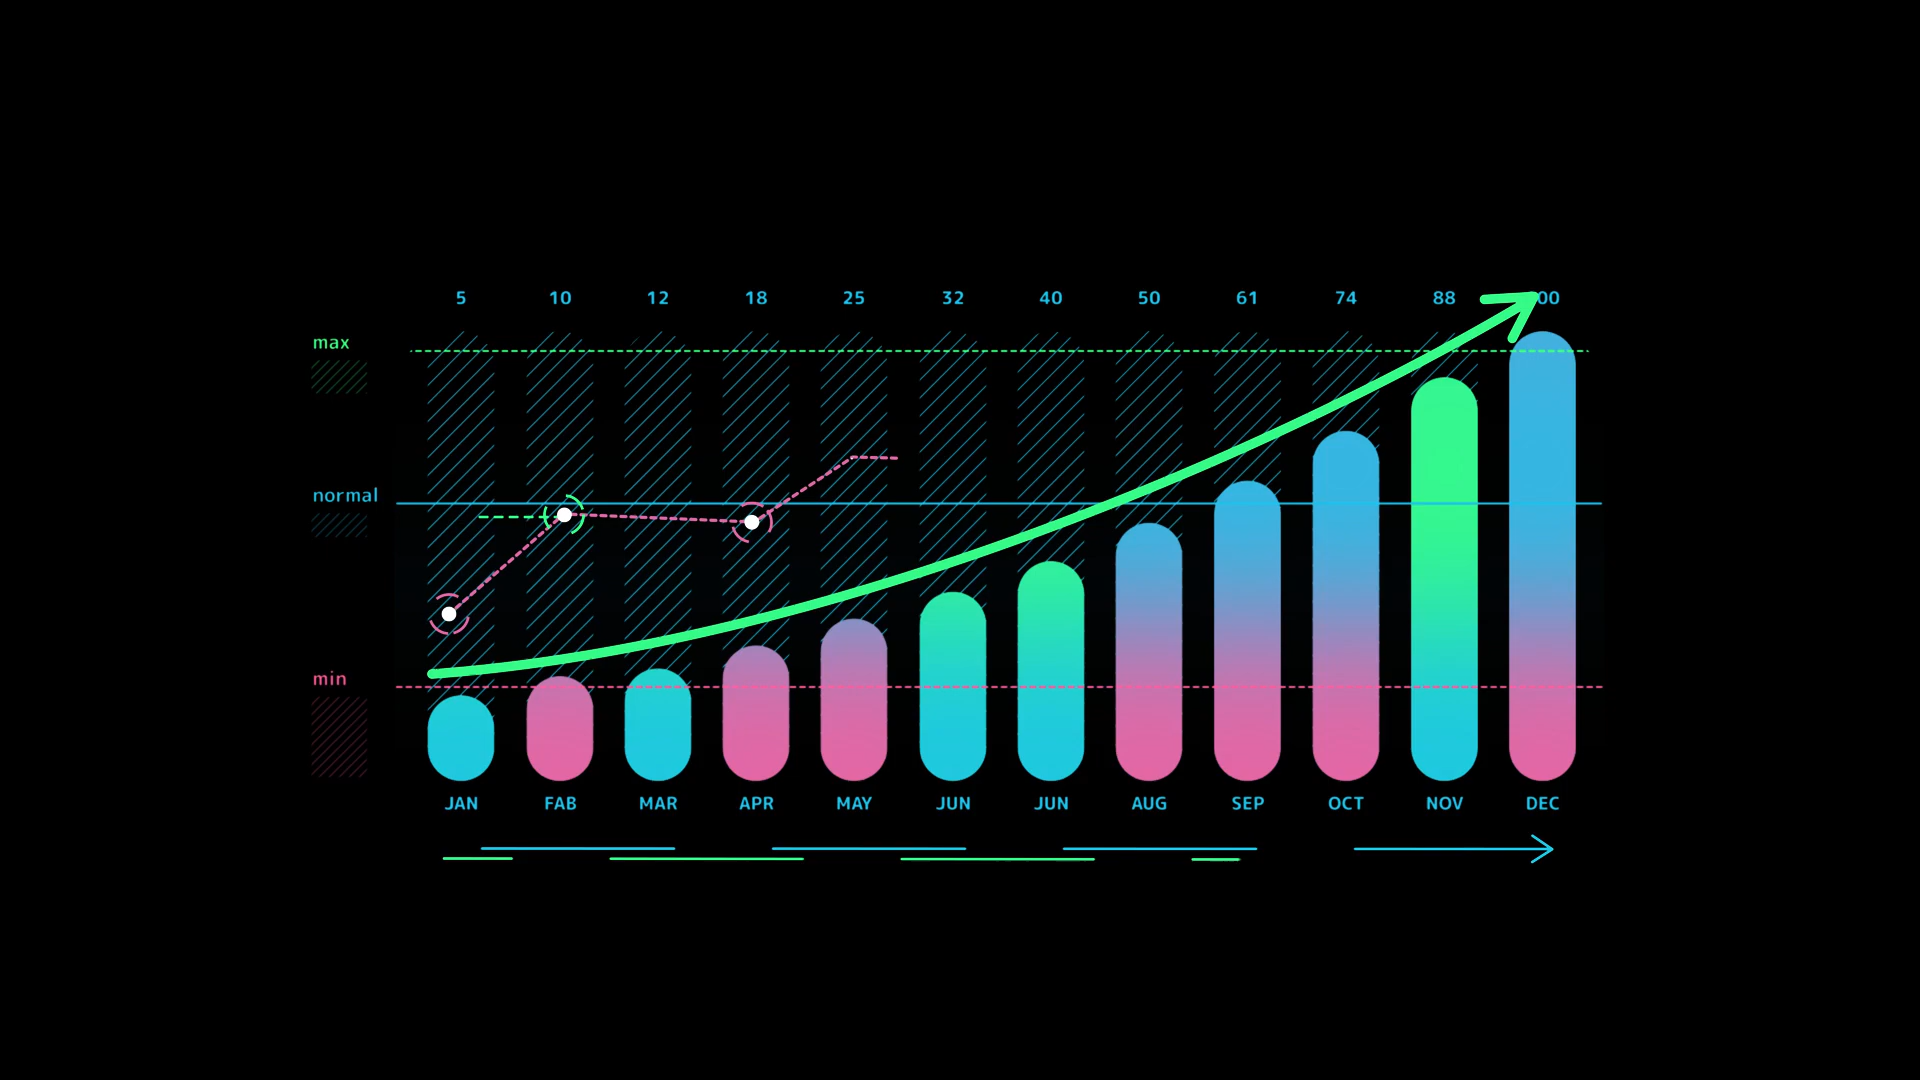 5 10 12 18 25 32 40 50 61 74 88 00
max
normal
min
JAN FAB MAR APR MAY JUN JUN AUG SEP OCT NOV DEC